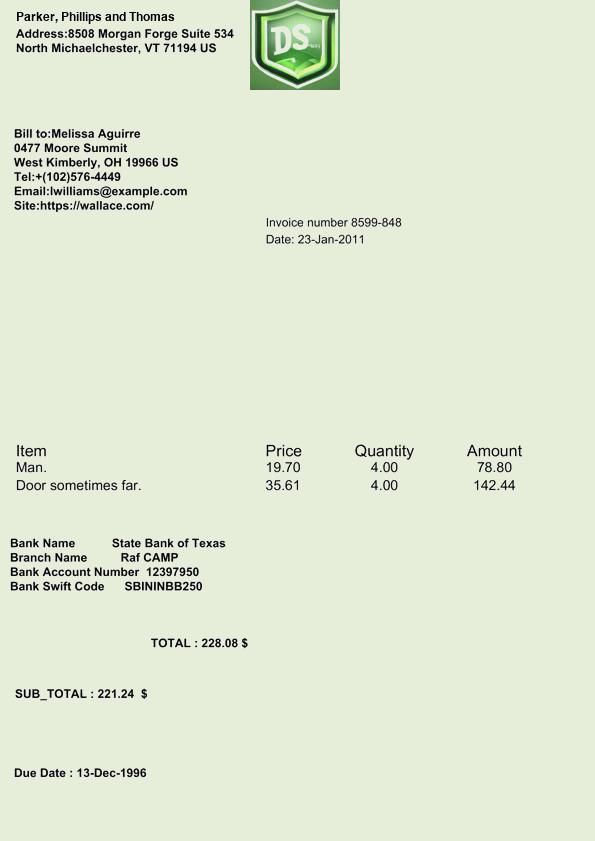 Parker, Phillips and Thomas
Address:8508 Morgan Forge Suite 534
North Michaelchester, VT 71194 US
DS
Bill to:Melissa Aguirre
0477 Moore Summit
West Kimberly, OH 19966 US
Tel:+(102)576-4449
Email:lwilliams@example.com
Site:https://wallace.com/
Invoice number 8599-848
Date: 23-Jan-2011
Item Price Quantity Amount
Man. 19.70 4.00 78.80
Door sometimes far. 35.61 4.00 142.44
Bank Name State Bank of Texas
Branch Name Raf CAMP
Bank Account Number 12397950
Bank Swift Code SBININBB250
TOTAL : 228.08 $
SUB_TOTAL : 221.24 $
Due Date : 13-Dec-1996